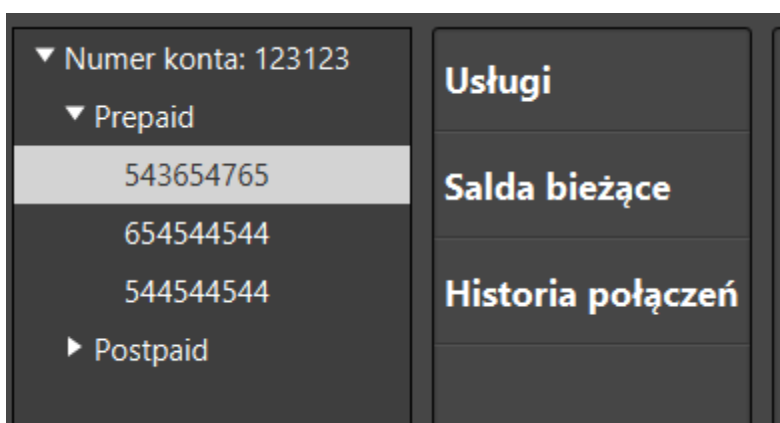 Numer konta: 123123
Prepaid
543654765
654544544
544544544
Postpaid
Usługi
Salda bieżące
Historia połączeń